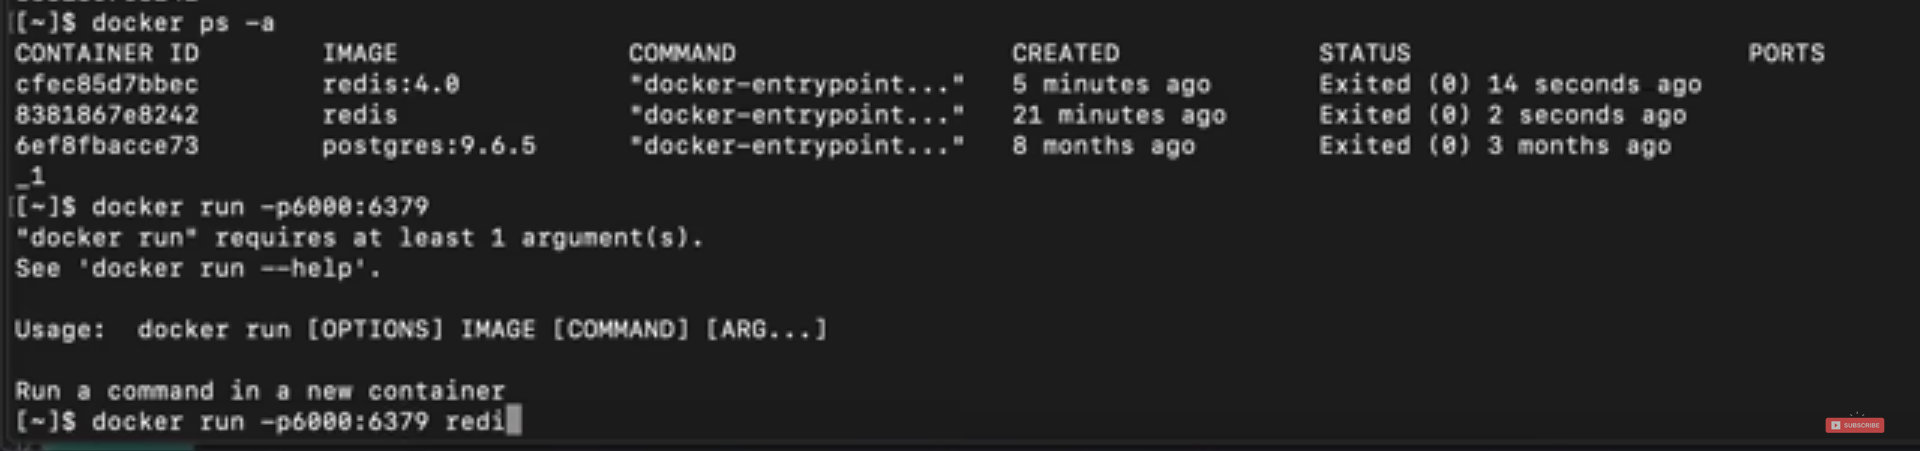 [~]$ docker ps -a
CONTAINER ID IMAGE COMMAND CREATED STATUS PORTS
cfec85d7bbec redis:4.0 "docker-entrypoint..." 5 minutes ago Exited (0) 14 seconds ago
8381867e8242 redis "docker-entrypoint..." 21 minutes ago Exited (0) 2 seconds ago
6ef8fbacce73 postgres:9.6.5 "docker-entrypoint..." 8 months ago Exited (0) 3 months ago
_1
[~]$ docker run -p6000:6379
"docker run" requires at least 1 argument(s).
See 'docker run --help'.
Usage: docker run [OPTIONS] IMAGE [COMMAND] [ARG...]
Run a command in a new container
[~]$ docker run -p6000:6379 redi
SUBSCRIBE